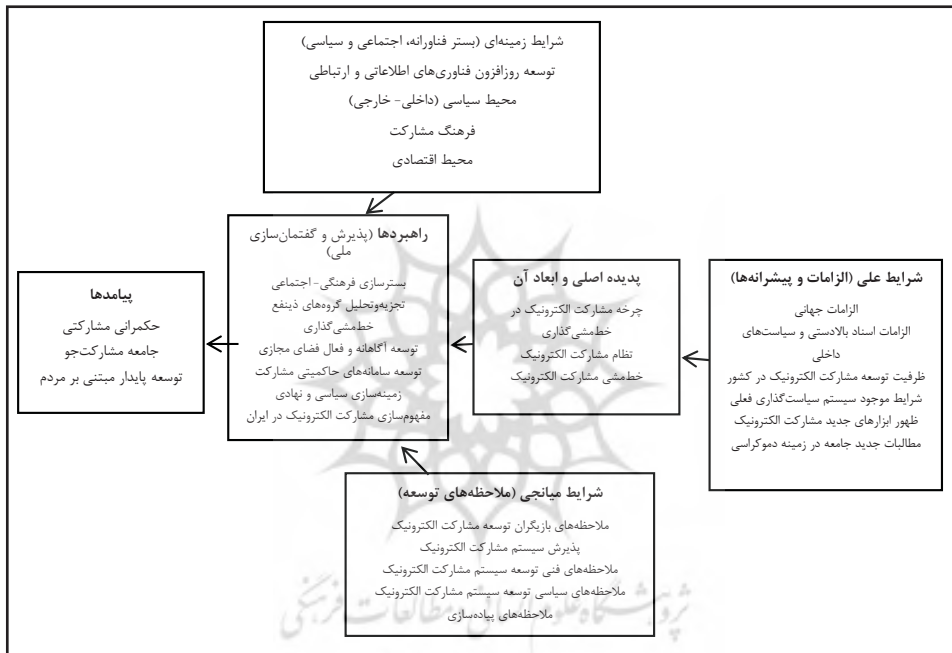 شرایط زمینه‌ای (بستر فناورانه، اجتماعی و سیاسی)
توسعه روزافزون فناوری‌های اطلاعاتی و ارتباطی
محیط سیاسی (داخلی- خارجی)
فرهنگ مشارکت
محیط اقتصادی
شرایط علی (الزامات و پیشرانه‌ها)
الزامات جهانی
الزامات اسناد بالادستی و سیاست‌های
داخلی
ظرفیت توسعه مشارکت الکترونیک در کشور
شرایط موجود سیستم سیاست‌گذاری فعلی
ظهور ابزارهای جدید مشارکت الکترونیک
مطالبات جدید جامعه در زمینه دموکراسی
پدیده اصلی و ابعاد آن
چرخه مشارکت الکترونیک در
خط‌مشی‌گذاری
نظام مشارکت الکترونیک
خط‌مشی مشارکت الکترونیک
راهبردها (پذیرش و گفتمان‌سازی
ملی)
بسترسازی فرهنگی- اجتماعی
تجزیه‌وتحلیل گروه‌های ذینفع
خط‌مشی‌گذاری
توسعه آگاهانه و فعال فضای مجازی
توسعه سامانه‌های حاکمیتی مشارکت
زمینه‌سازی سیاسی و نهادی
مفهوم‌سازی مشارکت الکترونیک در ایران
پیامدها
حکمرانی مشارکتی
جامعه مشارکت‌جو
توسعه پایدار مبتنی بر مردم
شرایط میانجی (ملاحظه‌های توسعه)
ملاحظه‌های بازیگران توسعه مشارکت الکترونیک
پذیرش سیستم مشارکت الکترونیک
ملاحظه‌های فنی توسعه سیستم مشارکت الکترونیک
ملاحظه‌های سیاسی توسعه سیستم مشارکت الکترونیک
ملاحظه‌های پیاده‌سازی
پژوهشگاه علوم انسانی و مطالعات فرهنگی